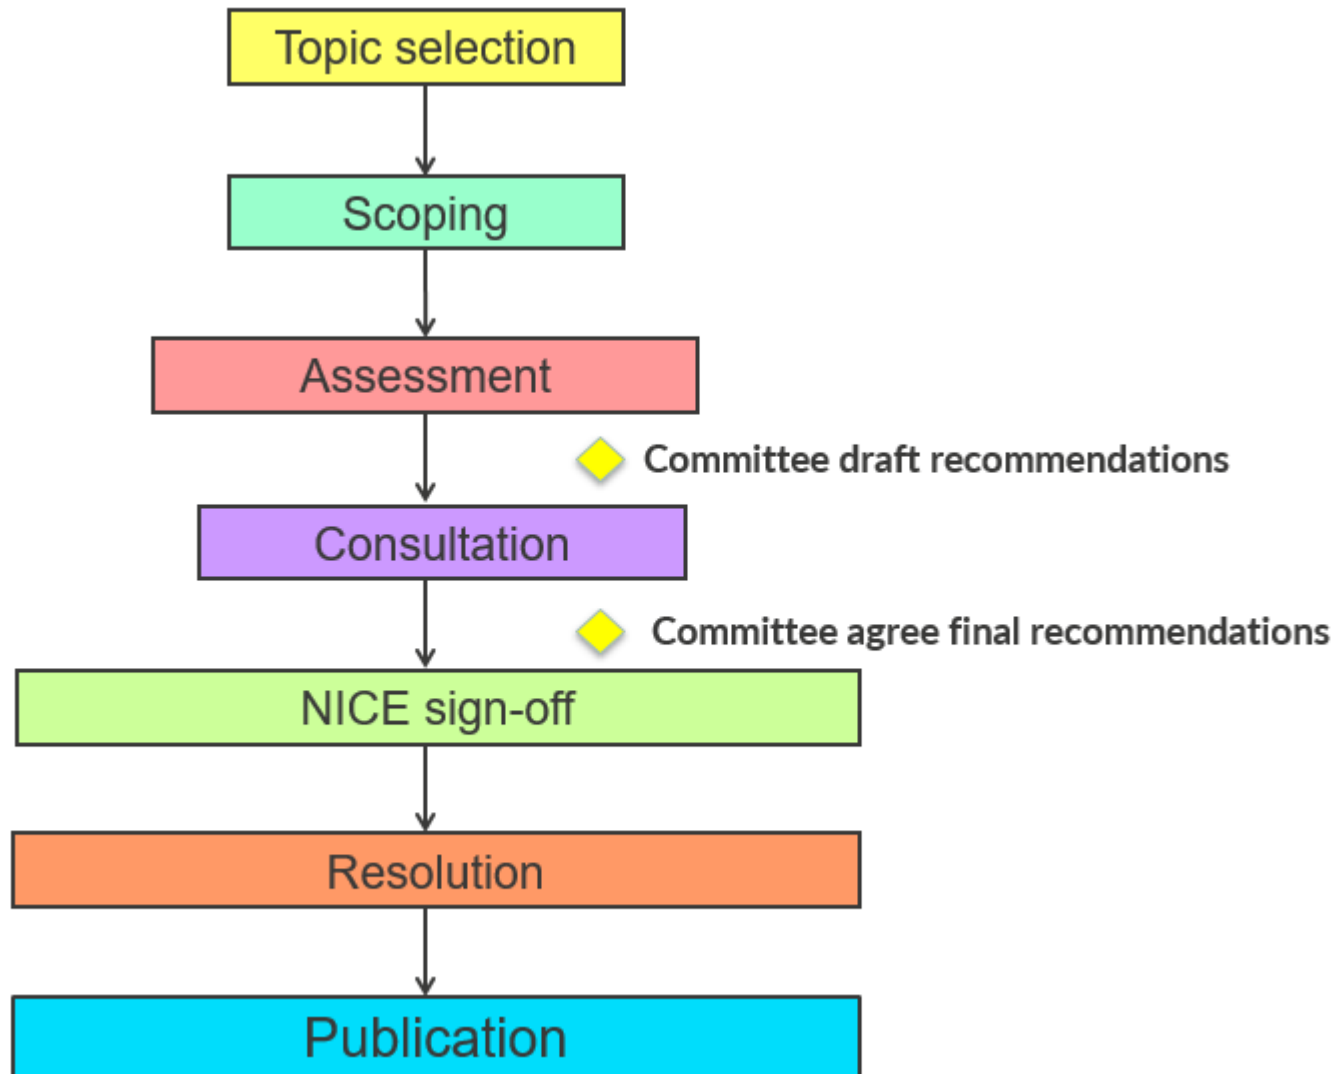 Topic selection
Scoping
Assessment
Committee draft recommendations
Consultation
Committee agree final recommendations
NICE sign-off
Resolution
Publication